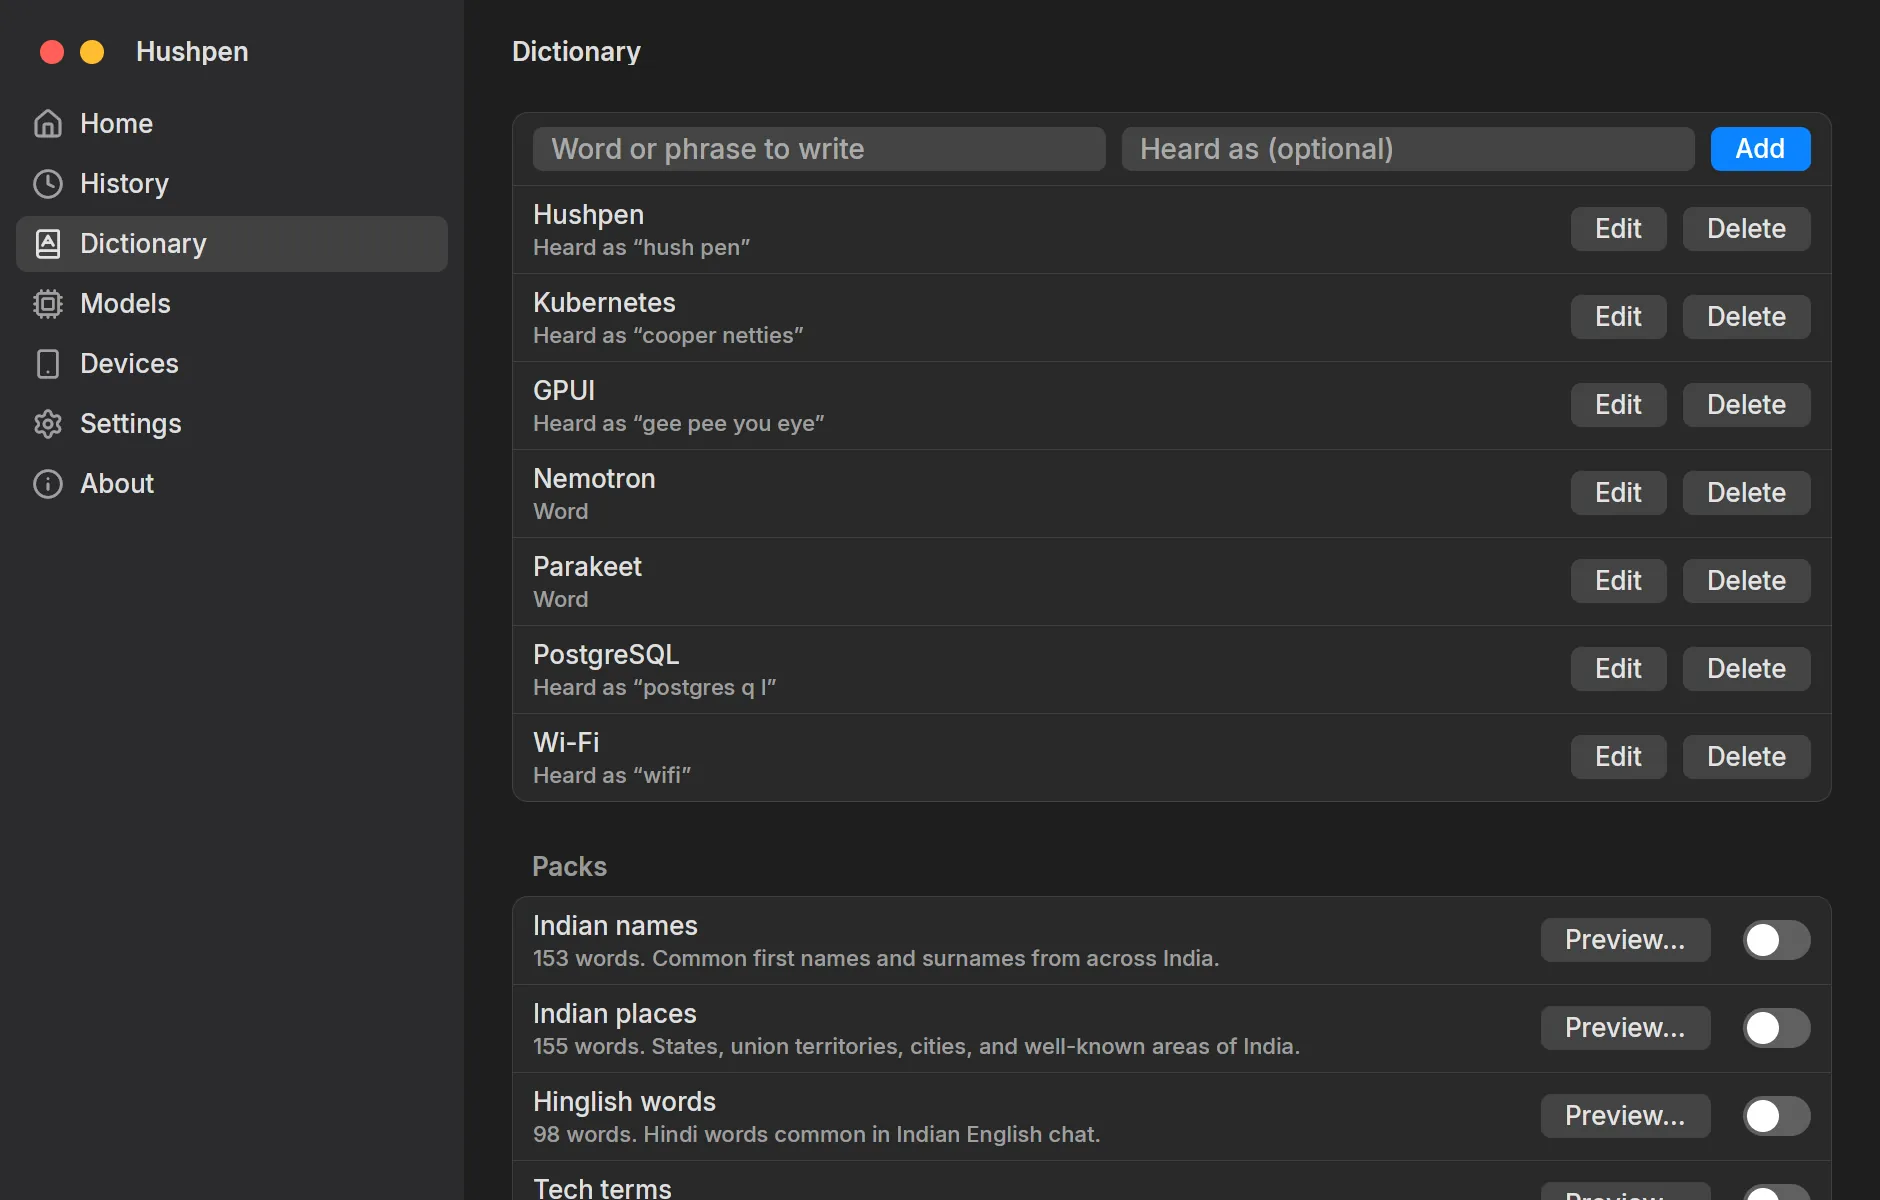 Hushpen
Home
History
Dictionary
Models
Devices
Settings
About
Dictionary
Word or phrase to write Heard as (optional) Add
Hushpen
Heard as “hush pen”
Edit Delete
Kubernetes
Heard as “cooper netties”
Edit Delete
GPUI
Heard as “gee pee you eye”
Edit Delete
Nemotron
Word
Edit Delete
Parakeet
Word
Edit Delete
PostgreSQL
Heard as “postgres q l”
Edit Delete
Wi-Fi
Heard as “wifi”
Edit Delete
Packs
Indian names
153 words. Common first names and surnames from across India.
Preview...
Indian places
155 words. States, union territories, cities, and well-known areas of India.
Preview...
Hinglish words
98 words. Hindi words common in Indian English chat.
Preview...
Tech terms
Preview...